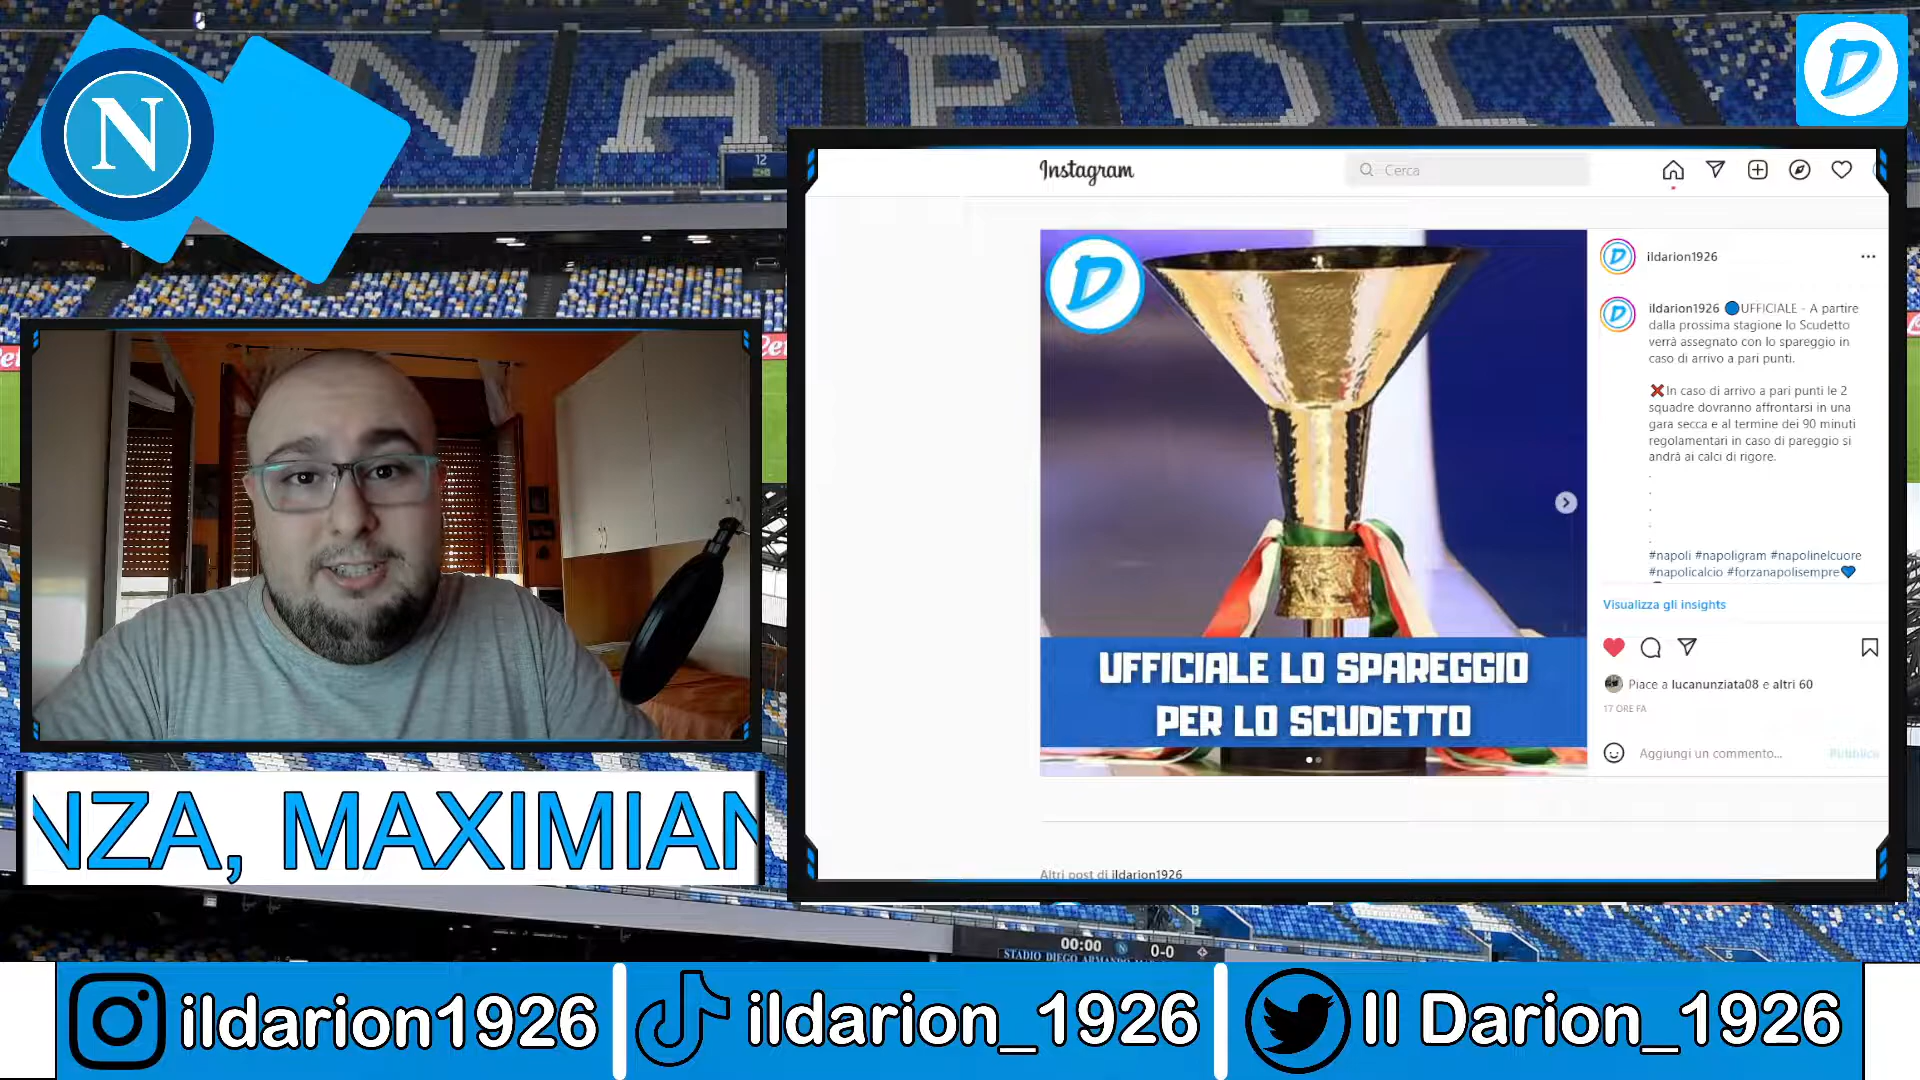 NAPOLI
N
D
12
Instagram
Cerca
D
ildarion1926
ildarion1926 🔵UFFICIALE - A partire
dalla prossima stagione lo Scudetto
verrà assegnato con lo spareggio in
caso di arrivo a pari punti.
❌In caso di arrivo a pari punti le 2
squadre dovranno affrontarsi in una
gara secca e al termine dei 90 minuti
regolamentari in caso di pareggio si
andrà ai calci di rigore.
.
.
.
.
.
#napoli #napoligram #napolinelcuore
#napolicalcio #forzanapolisempre💙
Visualizza gli insights
Piace a lucanunziata08 e altri 60
17 ORE FA
Aggiungi un commento...
Pubblica
UFFICIALE LO SPAREGGIO
PER LO SCUDETTO
Altri post di ildarion1926
NZA, MAXIMIAN
00:00 N 0-0
STADIO DIEGO
ildarion1926
ildarion_1926
Il Darion_1926